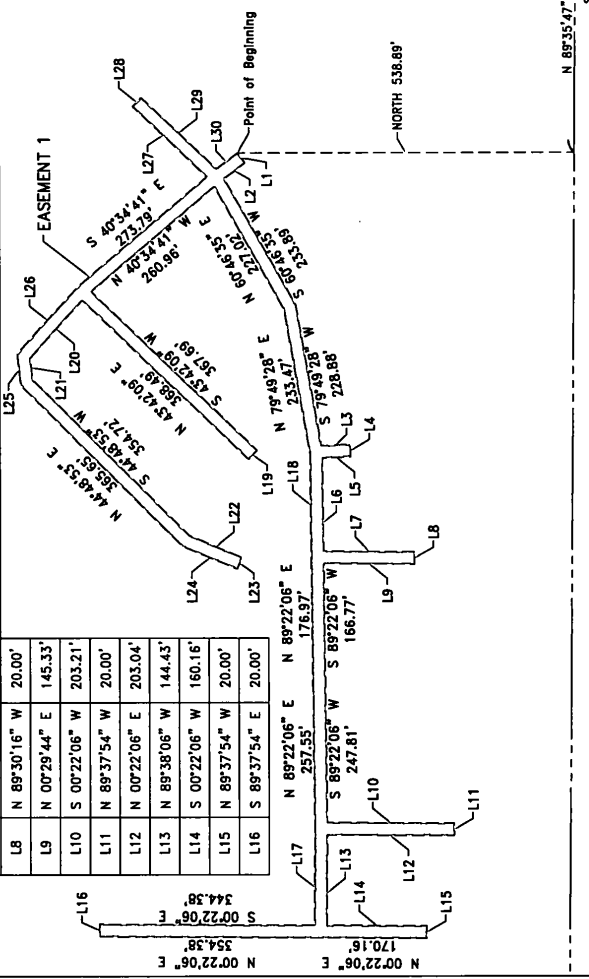 L8 N 89°30'16" W 20.00'
L9 N 00°29'44" E 145.33'
L10 S 00°22'06" W 203.21'
L11 N 89°37'54" W 20.00'
L12 N 00°22'06" E 203.04'
L13 N 89°38'06" W 144.43'
L14 S 00°22'06" W 160.16'
L15 N 89°37'54" W 20.00'
L16 S 89°37'54" E 20.00'
EASEMENT 1
L28
L29
L27
L30
Point of Beginning
L1
L2
NORTH 538.89'
N 89°35'47"
S 40°34'41" E
273.79'
N 40°34'41" W
260.96'
L26
L20
L25
L21
N 60°46'35" E
227.02'
S 60°46'35" W
233.89'
N 43°42'09" E
368.49'
S 43°42'09" W
367.69'
N 44°48'53" E
365.65'
S 44°48'53" W
354.72'
L19
L24
L22
L23
N 79°49'28" E
233.47'
S 79°49'28" W
228.88'
L3
L4
L5
L18
L6
L7
L8
L9
N 89°22'06" E
176.97'
S 89°22'06" W
166.77'
N 89°22'06" E
257.55'
S 89°22'06" W
247.81'
L10
L11
L12
L17
L13
L14
L15
L16
S 00°22'06" E
344.38'
N 00°22'06" E
354.38'
N 00°22'06" E
170.16'